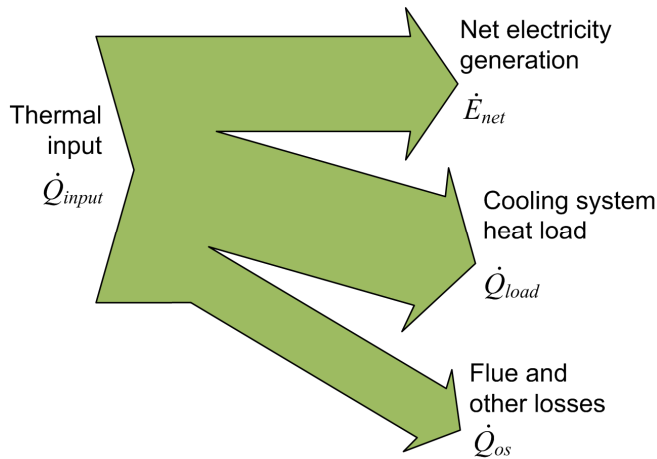 Net electricity
generation
Ė_net
Thermal
input
Q̇_input
Cooling system
heat load
Q̇_load
Flue and
other losses
Q̇_os